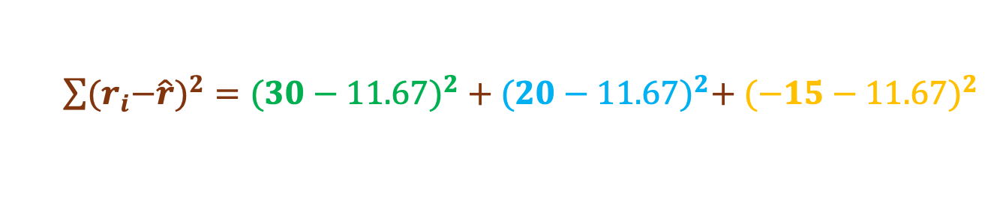 ∑(rᵢ−r̂)² = (30 − 11.67)² + (20 − 11.67)²+ (−15 − 11.67)²